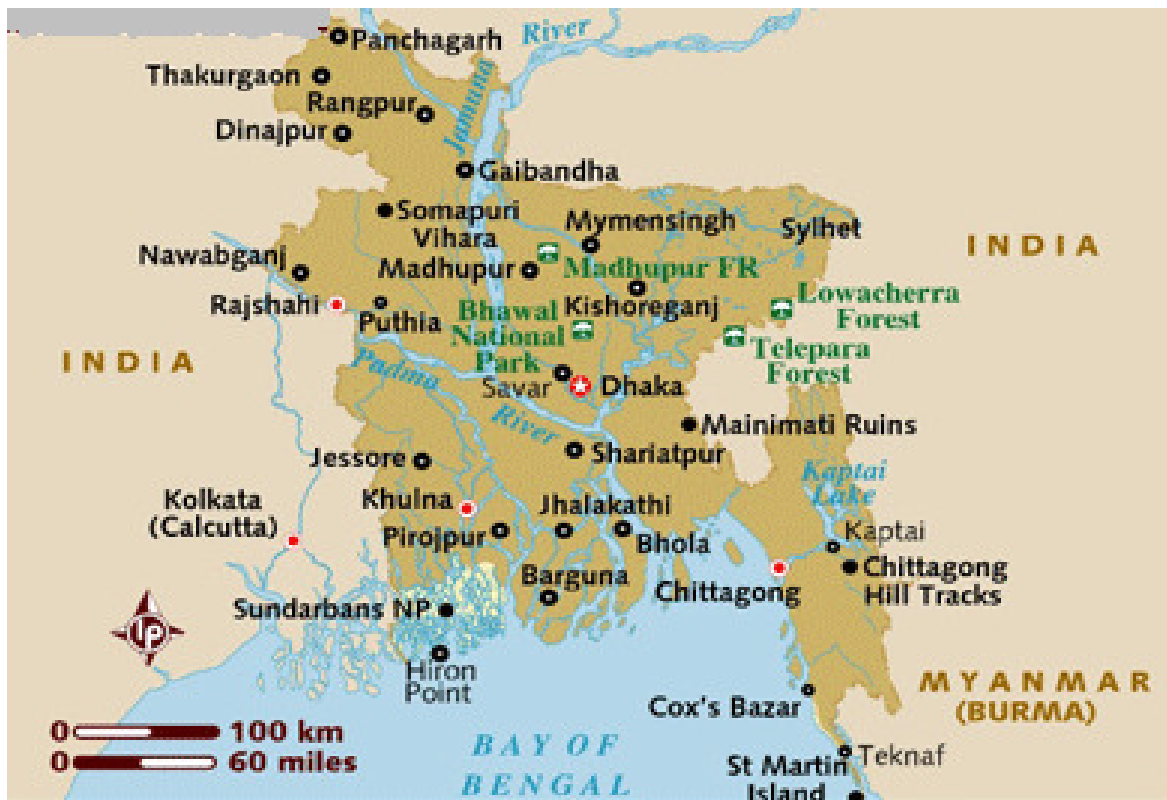 Panchagarh
River
Thakurgaon
Jamuna
Rangpur
Dinajpur
Gaibandha
Somapuri
Vihara
Mymensingh
Sylhet
INDIA
Nawabganj
Madhupur
Madhupur FR
Rajshahi
Puthia
Bhawal
National
Park
Kishoreganj
Lowacherra
Forest
INDIA
Padma
River
Telepara
Forest
Savar
Dhaka
Mainimati Ruins
Jessore
Shariatpur
Kaptai
Lake
Kolkata
(Calcutta)
Khulna
Jhalakathi
Pirojpur
Bhola
Kaptai
Barguna
Chittagong
Chittagong
Hill Tracks
Sundarbans NP
LP
Hiron
Point
MYANMAR
(BURMA)
Cox's Bazar
0 100 km
0 60 miles
BAY OF
BENGAL
Teknaf
St Martin
Island